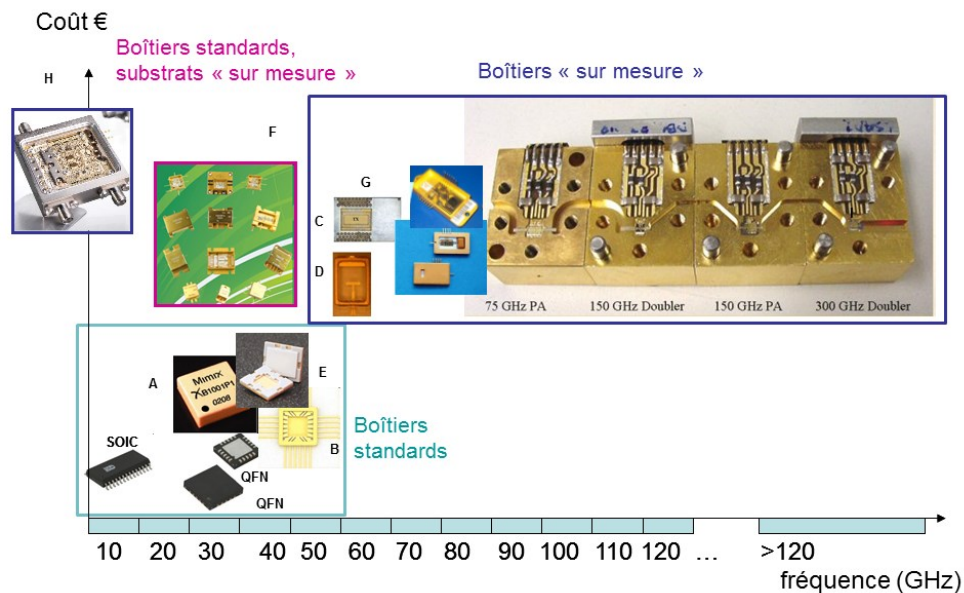 Coût €
Boîtiers standards,
substrats « sur mesure »
Boîtiers « sur mesure »
H
F
G
C
D
75 GHz PA
150 GHz Doubler
150 GHz PA
300 GHz Doubler
A
Mimix
XB1001P1
0208
E
B
SOIC
QFN
QFN
Boîtiers
standards
10 20 30 40 50 60 70 80 90 100 110 120 … >120
fréquence (GHz)